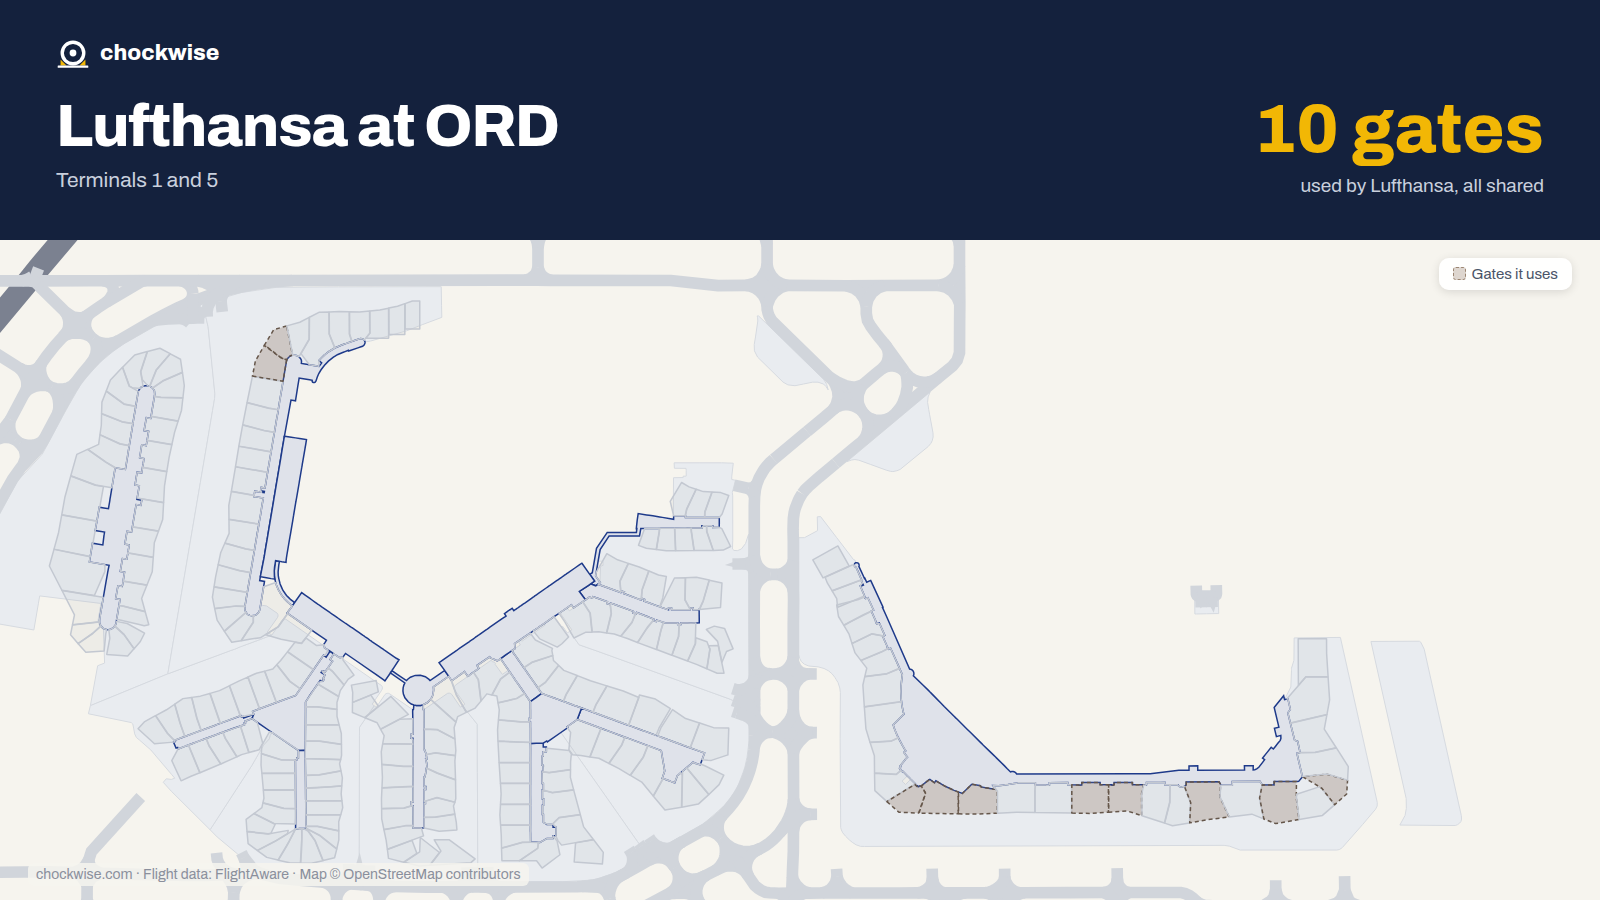 chockwise
Lufthansa at ORD
Terminals 1 and 5
10 gates
used by Lufthansa, all shared
Gates it uses
chockwise.com · Flight data: FlightAware · Map © OpenStreetMap contributors